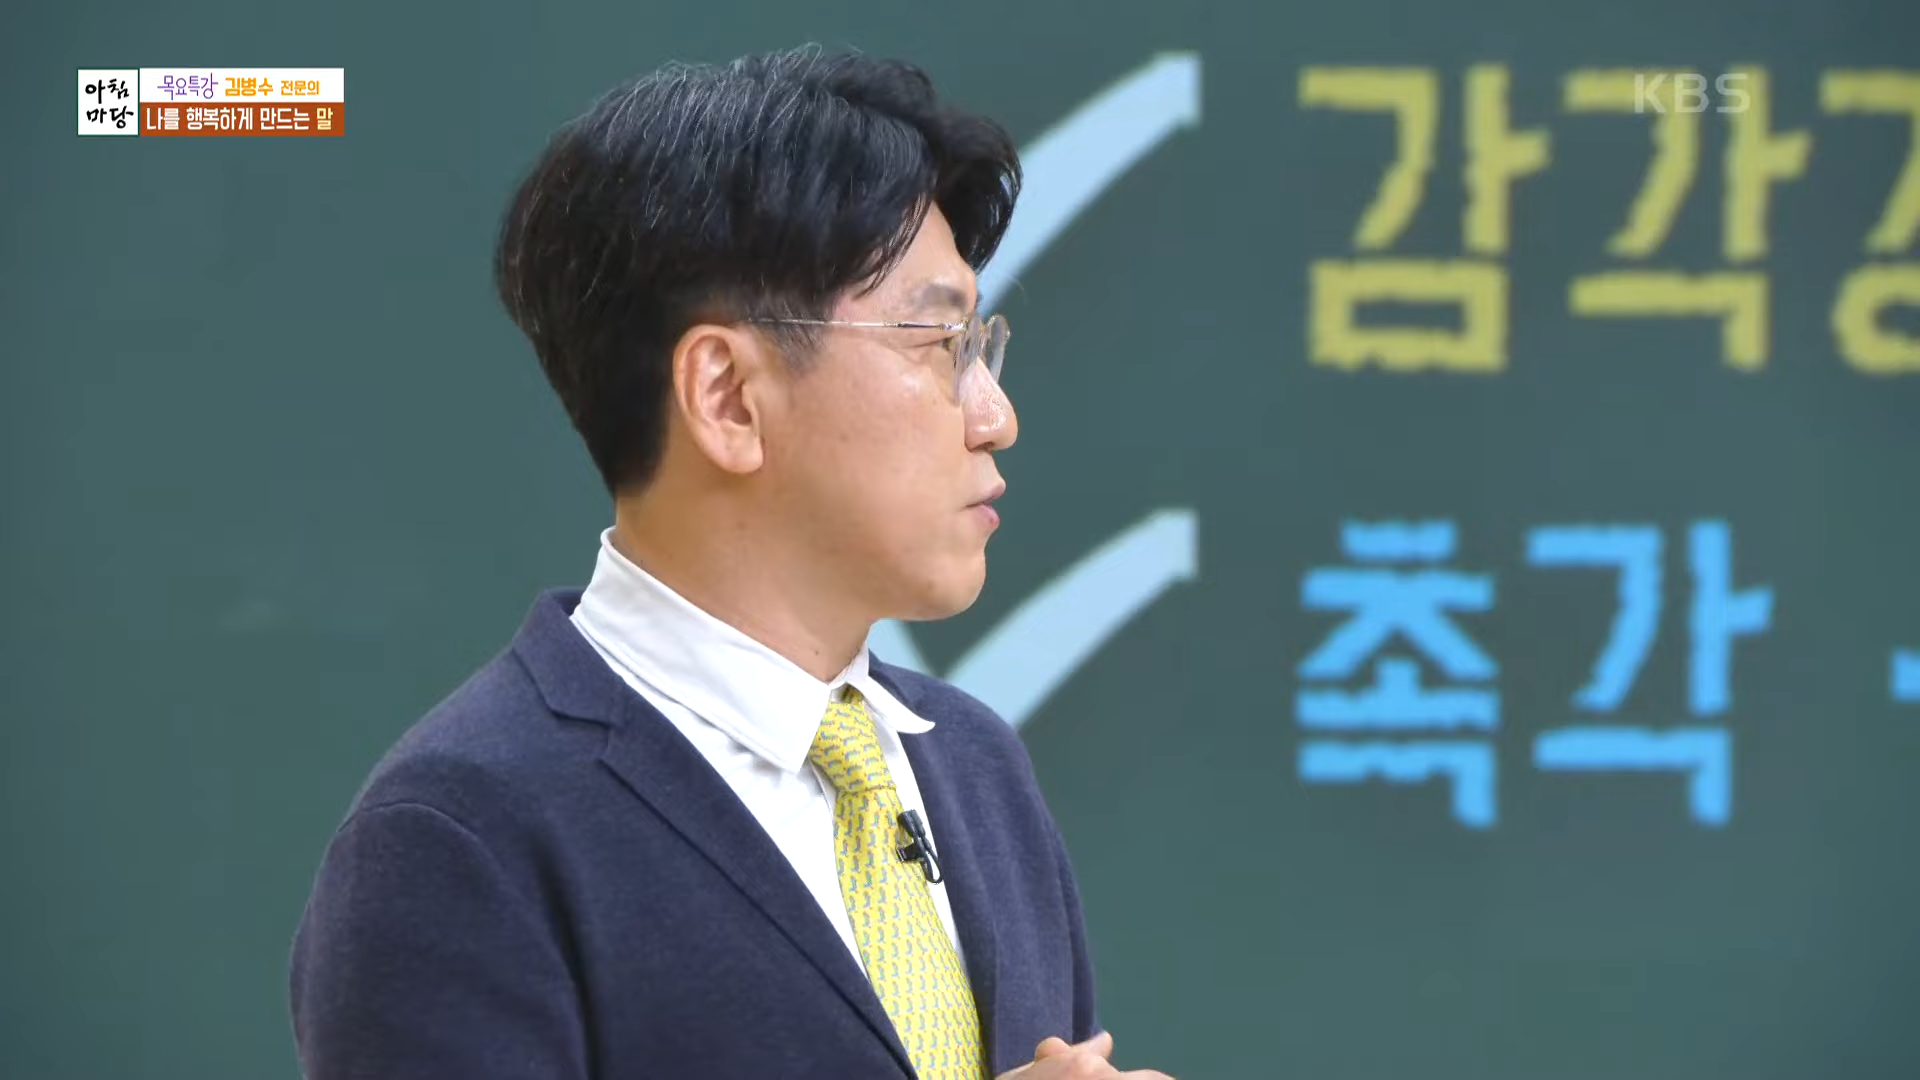 아침
마당
목요특강 김병수 전문의
나를 행복하게 만드는 말
KBS
감각
촉각